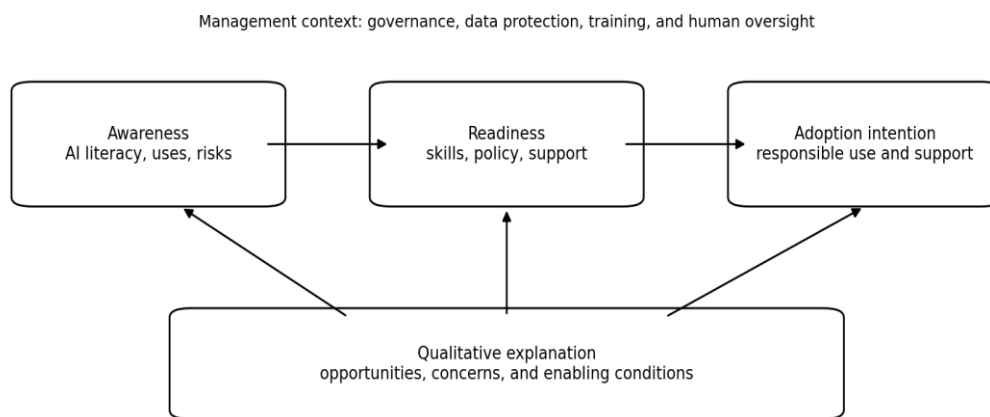 Management context: governance, data protection, training, and human oversight
Awareness
AI literacy, uses, risks
Readiness
skills, policy, support
Adoption intention
responsible use and support
Qualitative explanation
opportunities, concerns, and enabling conditions